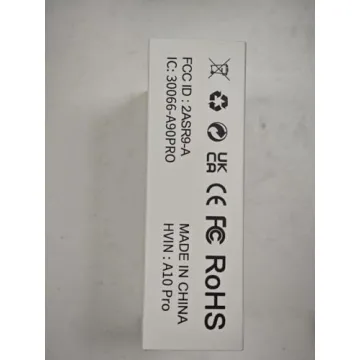 UK
CA
CE FC RoHS
FCC ID : 2ASR9-A
IC: 30066-A90PRO
MADE IN CHINA
HVIN : A10 Pro